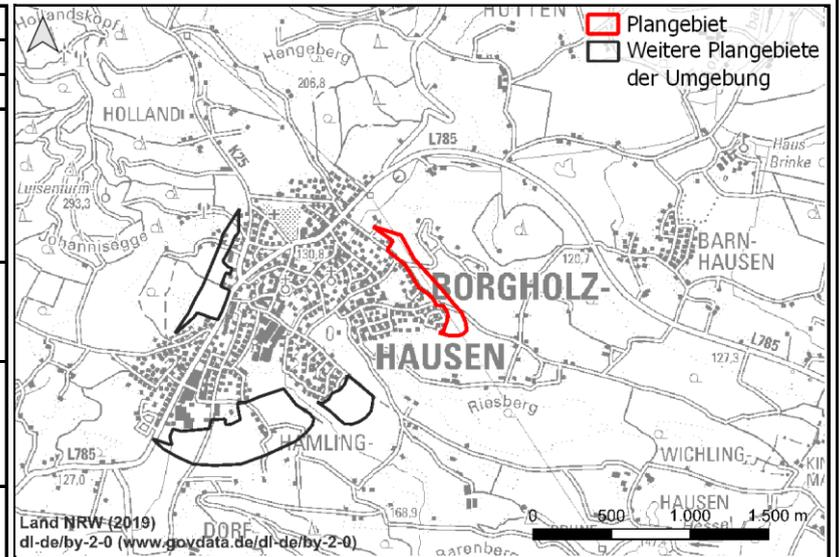 Hollandskopf
HÜTTEN
Plangebiet
Weitere Plangebiete
der Umgebung
Hengeberg
206,8
HOLLAND
K25
L785
Haus
Brinke
Luisenturm
293,3
Johannisegge
130,8
120,7
BARN-
HAUSEN
BORGHOLZ-
HAUSEN
L785
127,3
Riesberg
HAMLING-
DORF
L785
127,0
168,9
WICHLING-
HAUSEN
Hessel
Barenberg
0 500 1.000 1.500 m
Land NRW (2019)
dl-de/by-2-0 (www.govdata.de/dl-de/by-2-0)